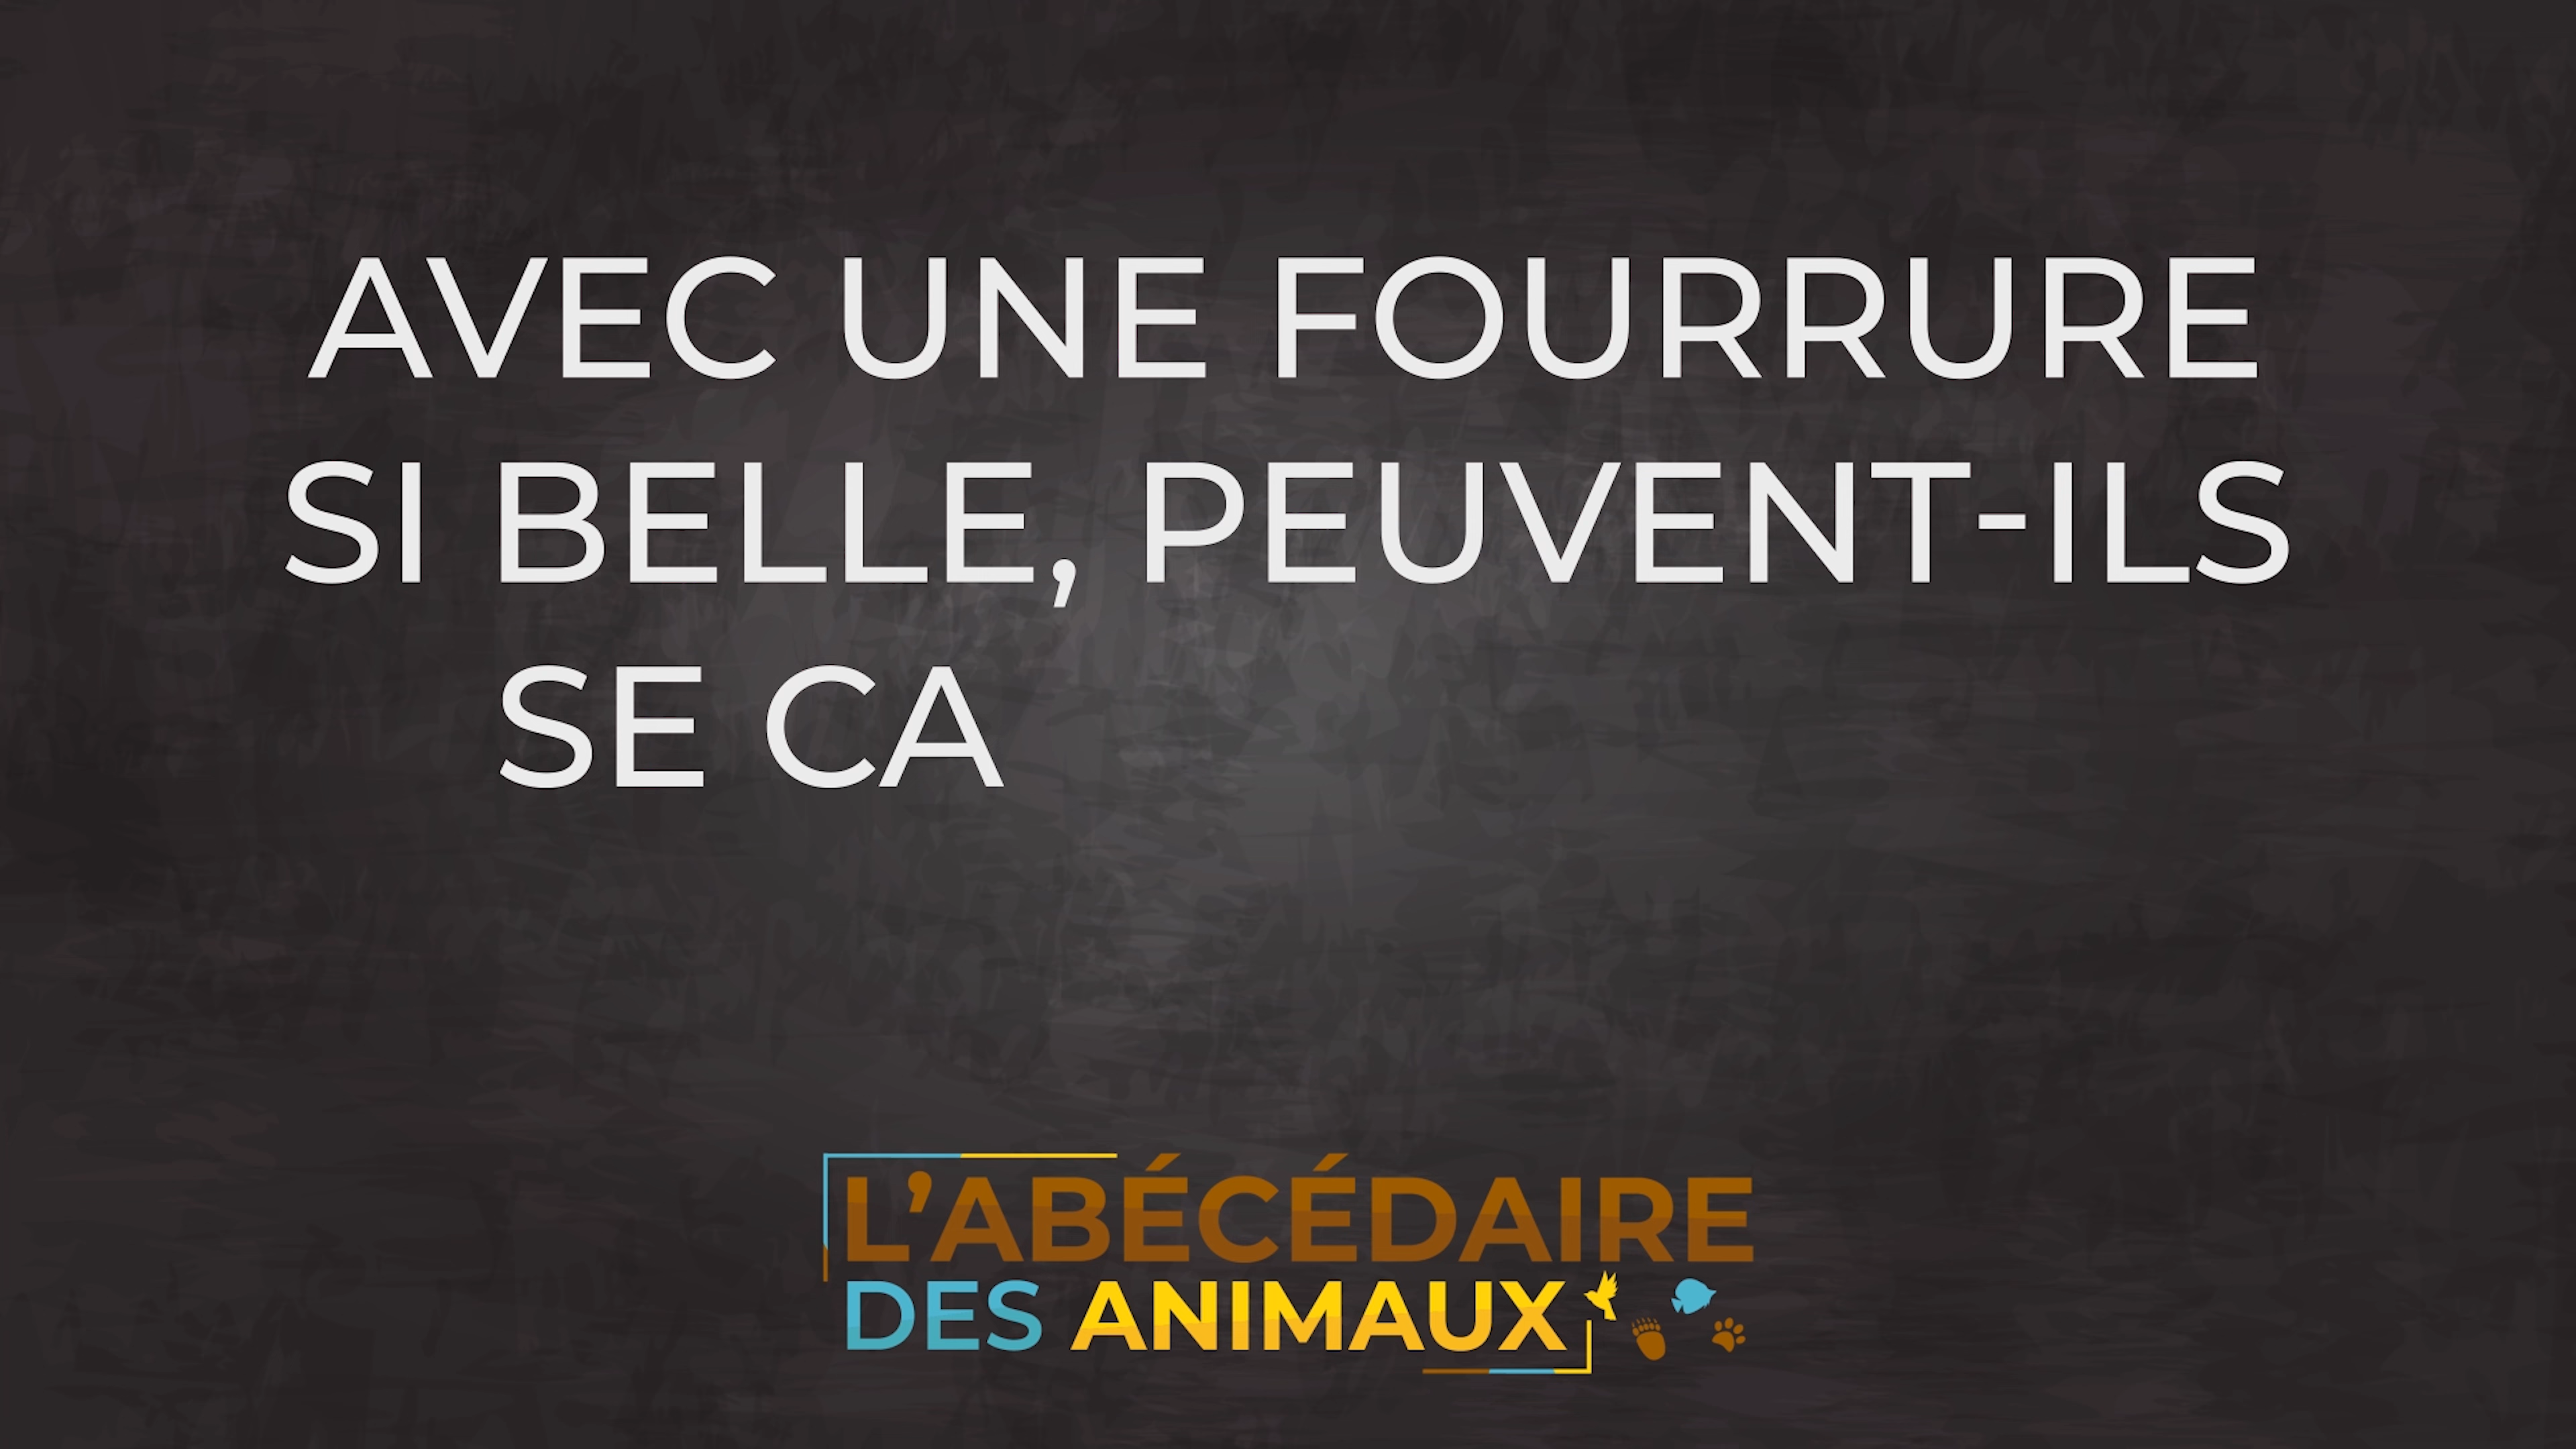 AVEC UNE FOURRURE
SI BELLE, PEUVENT-ILS
SE CA
L'ABÉCÉDAIRE
DES ANIMAUX